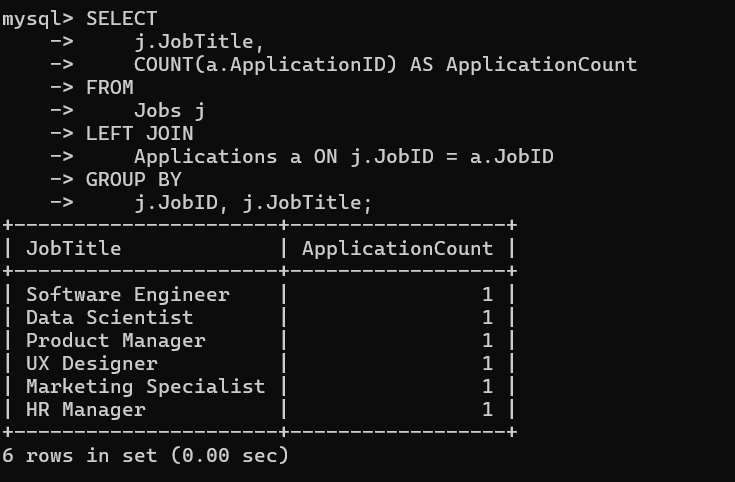 mysql> SELECT
    ->     j.JobTitle,
    ->     COUNT(a.ApplicationID) AS ApplicationCount
    -> FROM
    ->     Jobs j
    -> LEFT JOIN
    ->     Applications a ON j.JobID = a.JobID
    -> GROUP BY
    ->     j.JobID, j.JobTitle;
+----------------------+------------------+
| JobTitle             | ApplicationCount |
+----------------------+------------------+
| Software Engineer    |                1 |
| Data Scientist       |                1 |
| Product Manager      |                1 |
| UX Designer          |                1 |
| Marketing Specialist |                1 |
| HR Manager           |                1 |
+----------------------+------------------+
6 rows in set (0.00 sec)